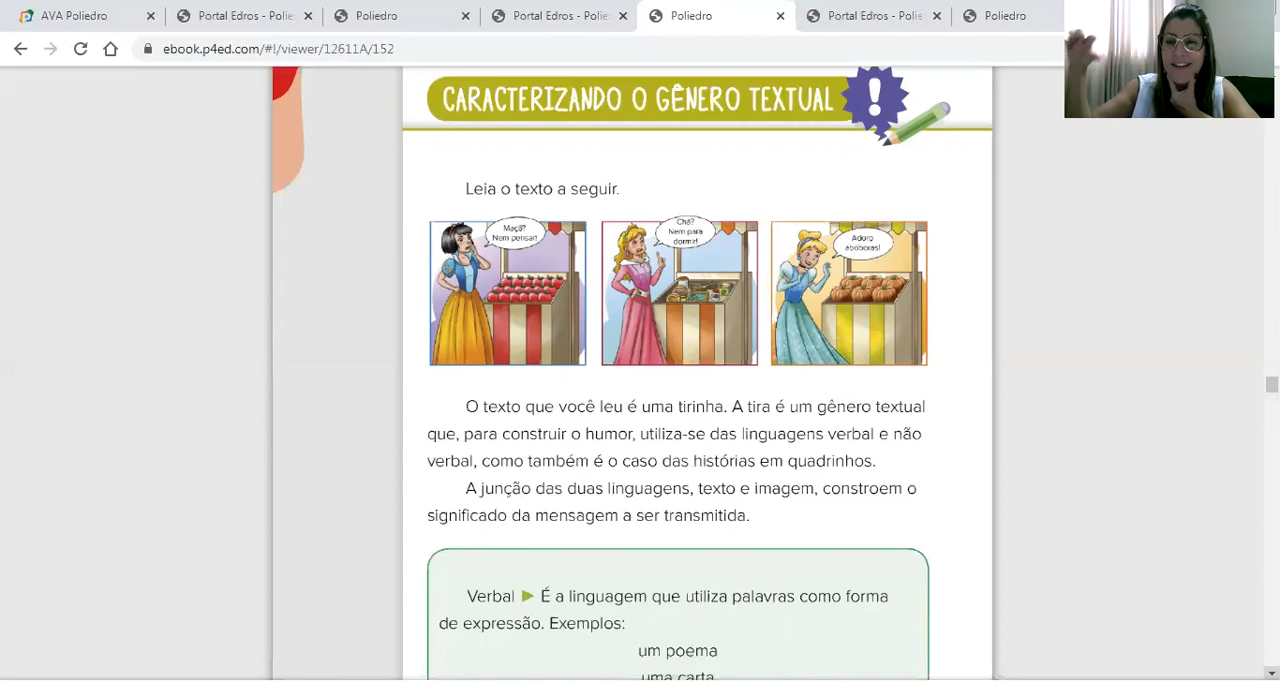 AVA Poliedro
Portal Edros - Polie
Poliedro
Portal Edros - Polie
Poliedro
Portal Edros - Polis
Poliedro
ebook.p4ed.com/#!/viewer/12611A/152
CARACTERIZANDO O GÊNERO TEXTUAL
Leia o texto a seguir.
Maçã?
Nem pensar!
Chá?
Nem para
dormir!
Adoro
abóboras!
O texto que você leu é uma tirinha. A tira é um gênero textual
que, para construir o humor, utiliza-se das linguagens verbal e não
verbal, como também é o caso das histórias em quadrinhos.
A junção das duas linguagens, texto e imagem, constroem o
significado da mensagem a ser transmitida.
Verbal ► É a linguagem que utiliza palavras como forma
de expressão. Exemplos:
um poema
uma carta